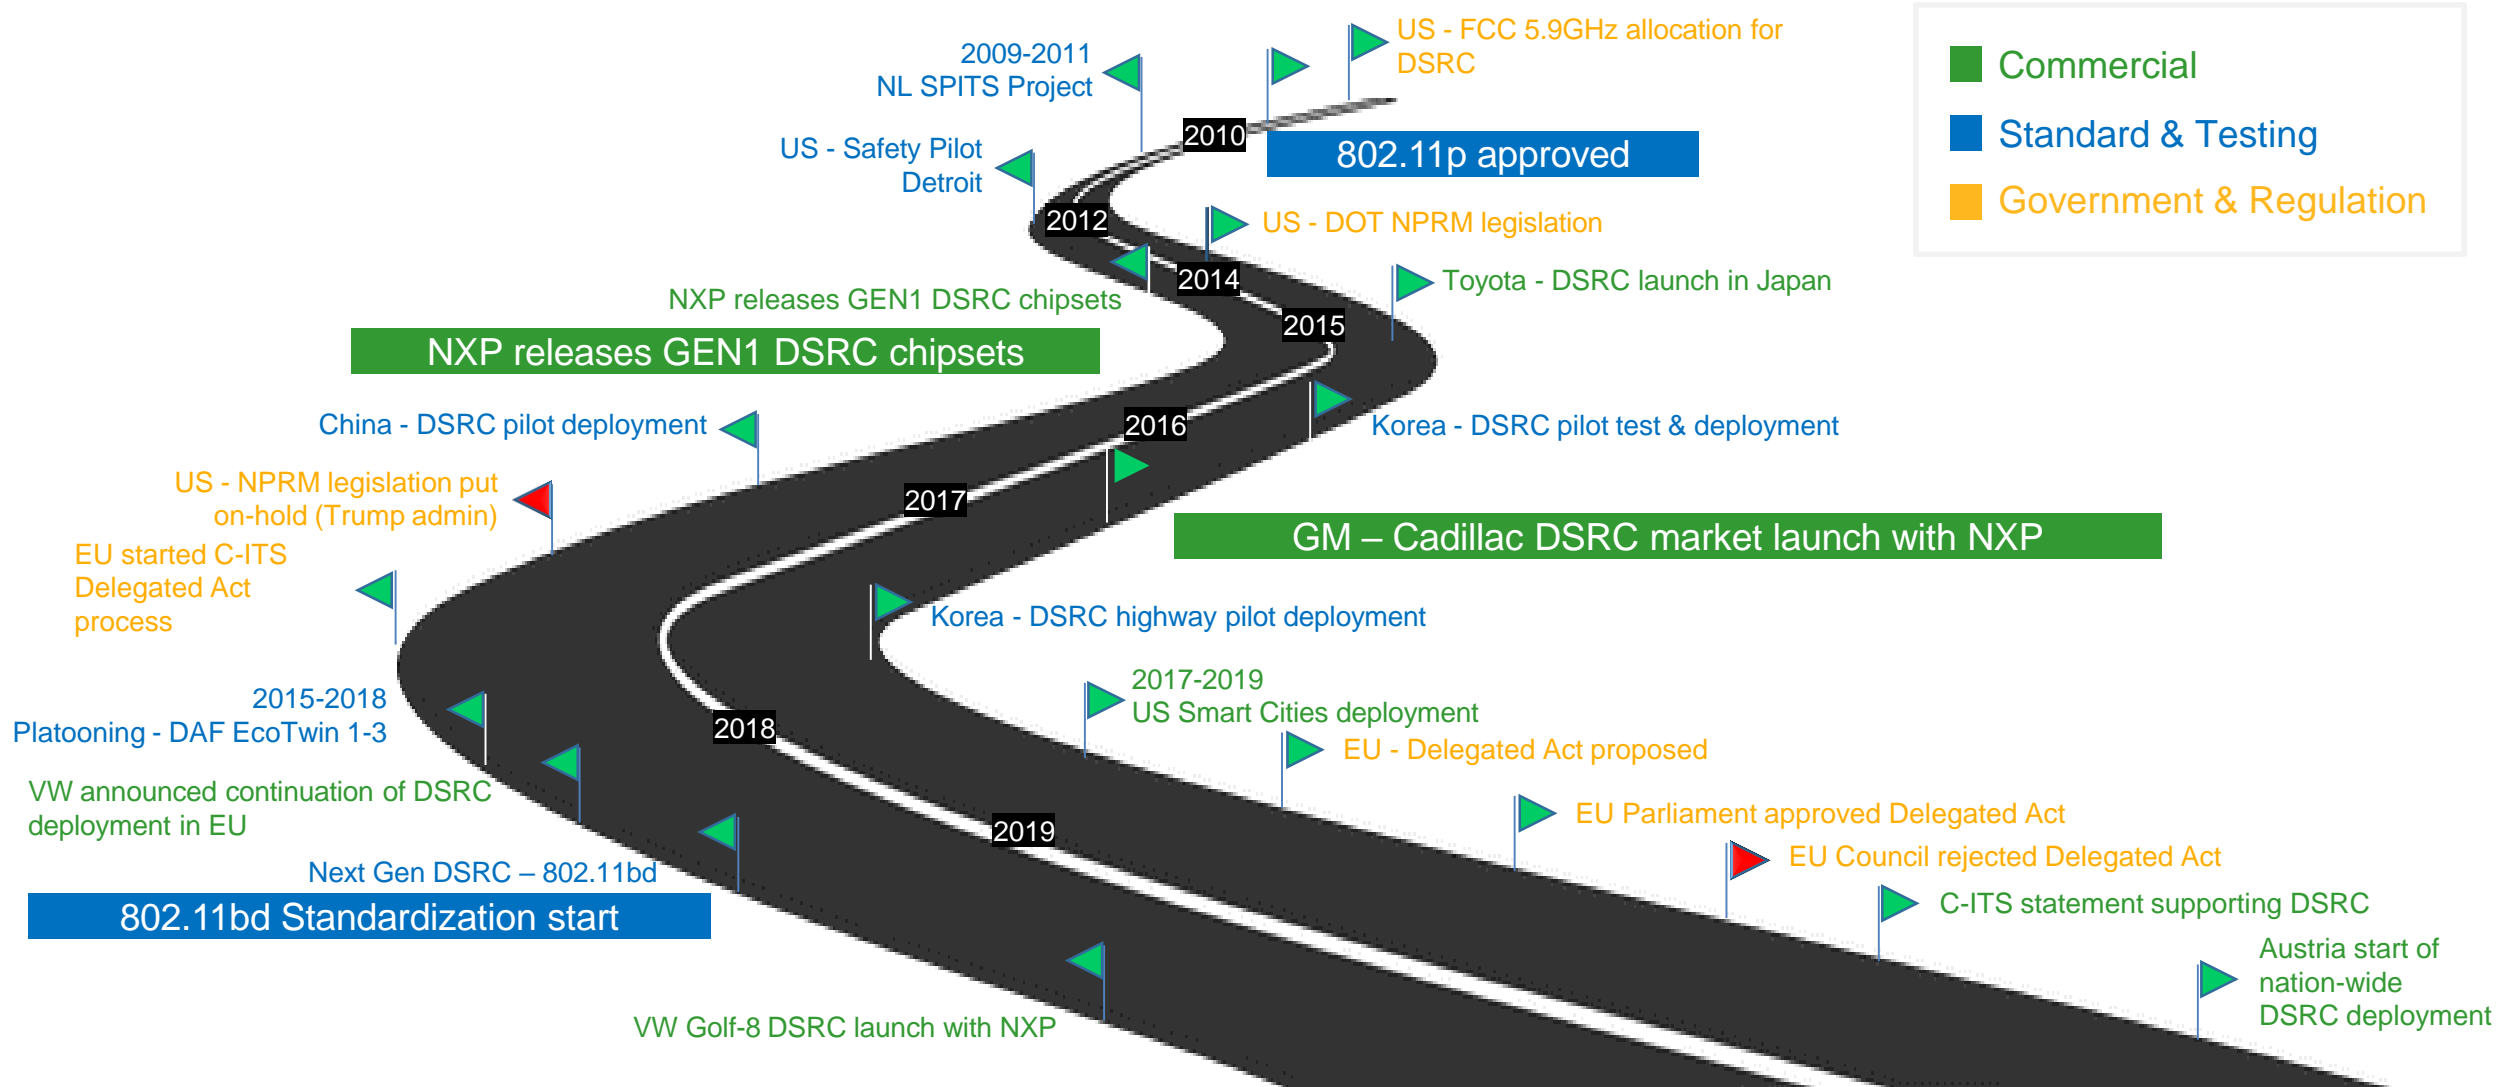 US - FCC 5.9GHz allocation for
DSRC
2009-2011
NL SPITS Project
Commercial
Standard & Testing
Government & Regulation
2010
802.11p approved
US - Safety Pilot
Detroit
2012
US - DOT NPRM legislation
2014
Toyota - DSRC launch in Japan
NXP releases GEN1 DSRC chipsets
2015
NXP releases GEN1 DSRC chipsets
China - DSRC pilot deployment
2016
Korea - DSRC pilot test & deployment
US - NPRM legislation put
on-hold (Trump admin)
2017
GM – Cadillac DSRC market launch with NXP
EU started C-ITS
Delegated Act
process
Korea - DSRC highway pilot deployment
2015-2018
Platooning - DAF EcoTwin 1-3
2018
2017-2019
US Smart Cities deployment
EU - Delegated Act proposed
VW announced continuation of DSRC
deployment in EU
2019
EU Parliament approved Delegated Act
EU Council rejected Delegated Act
Next Gen DSRC – 802.11bd
802.11bd Standardization start
C-ITS statement supporting DSRC
Austria start of
nation-wide
DSRC deployment
VW Golf-8 DSRC launch with NXP